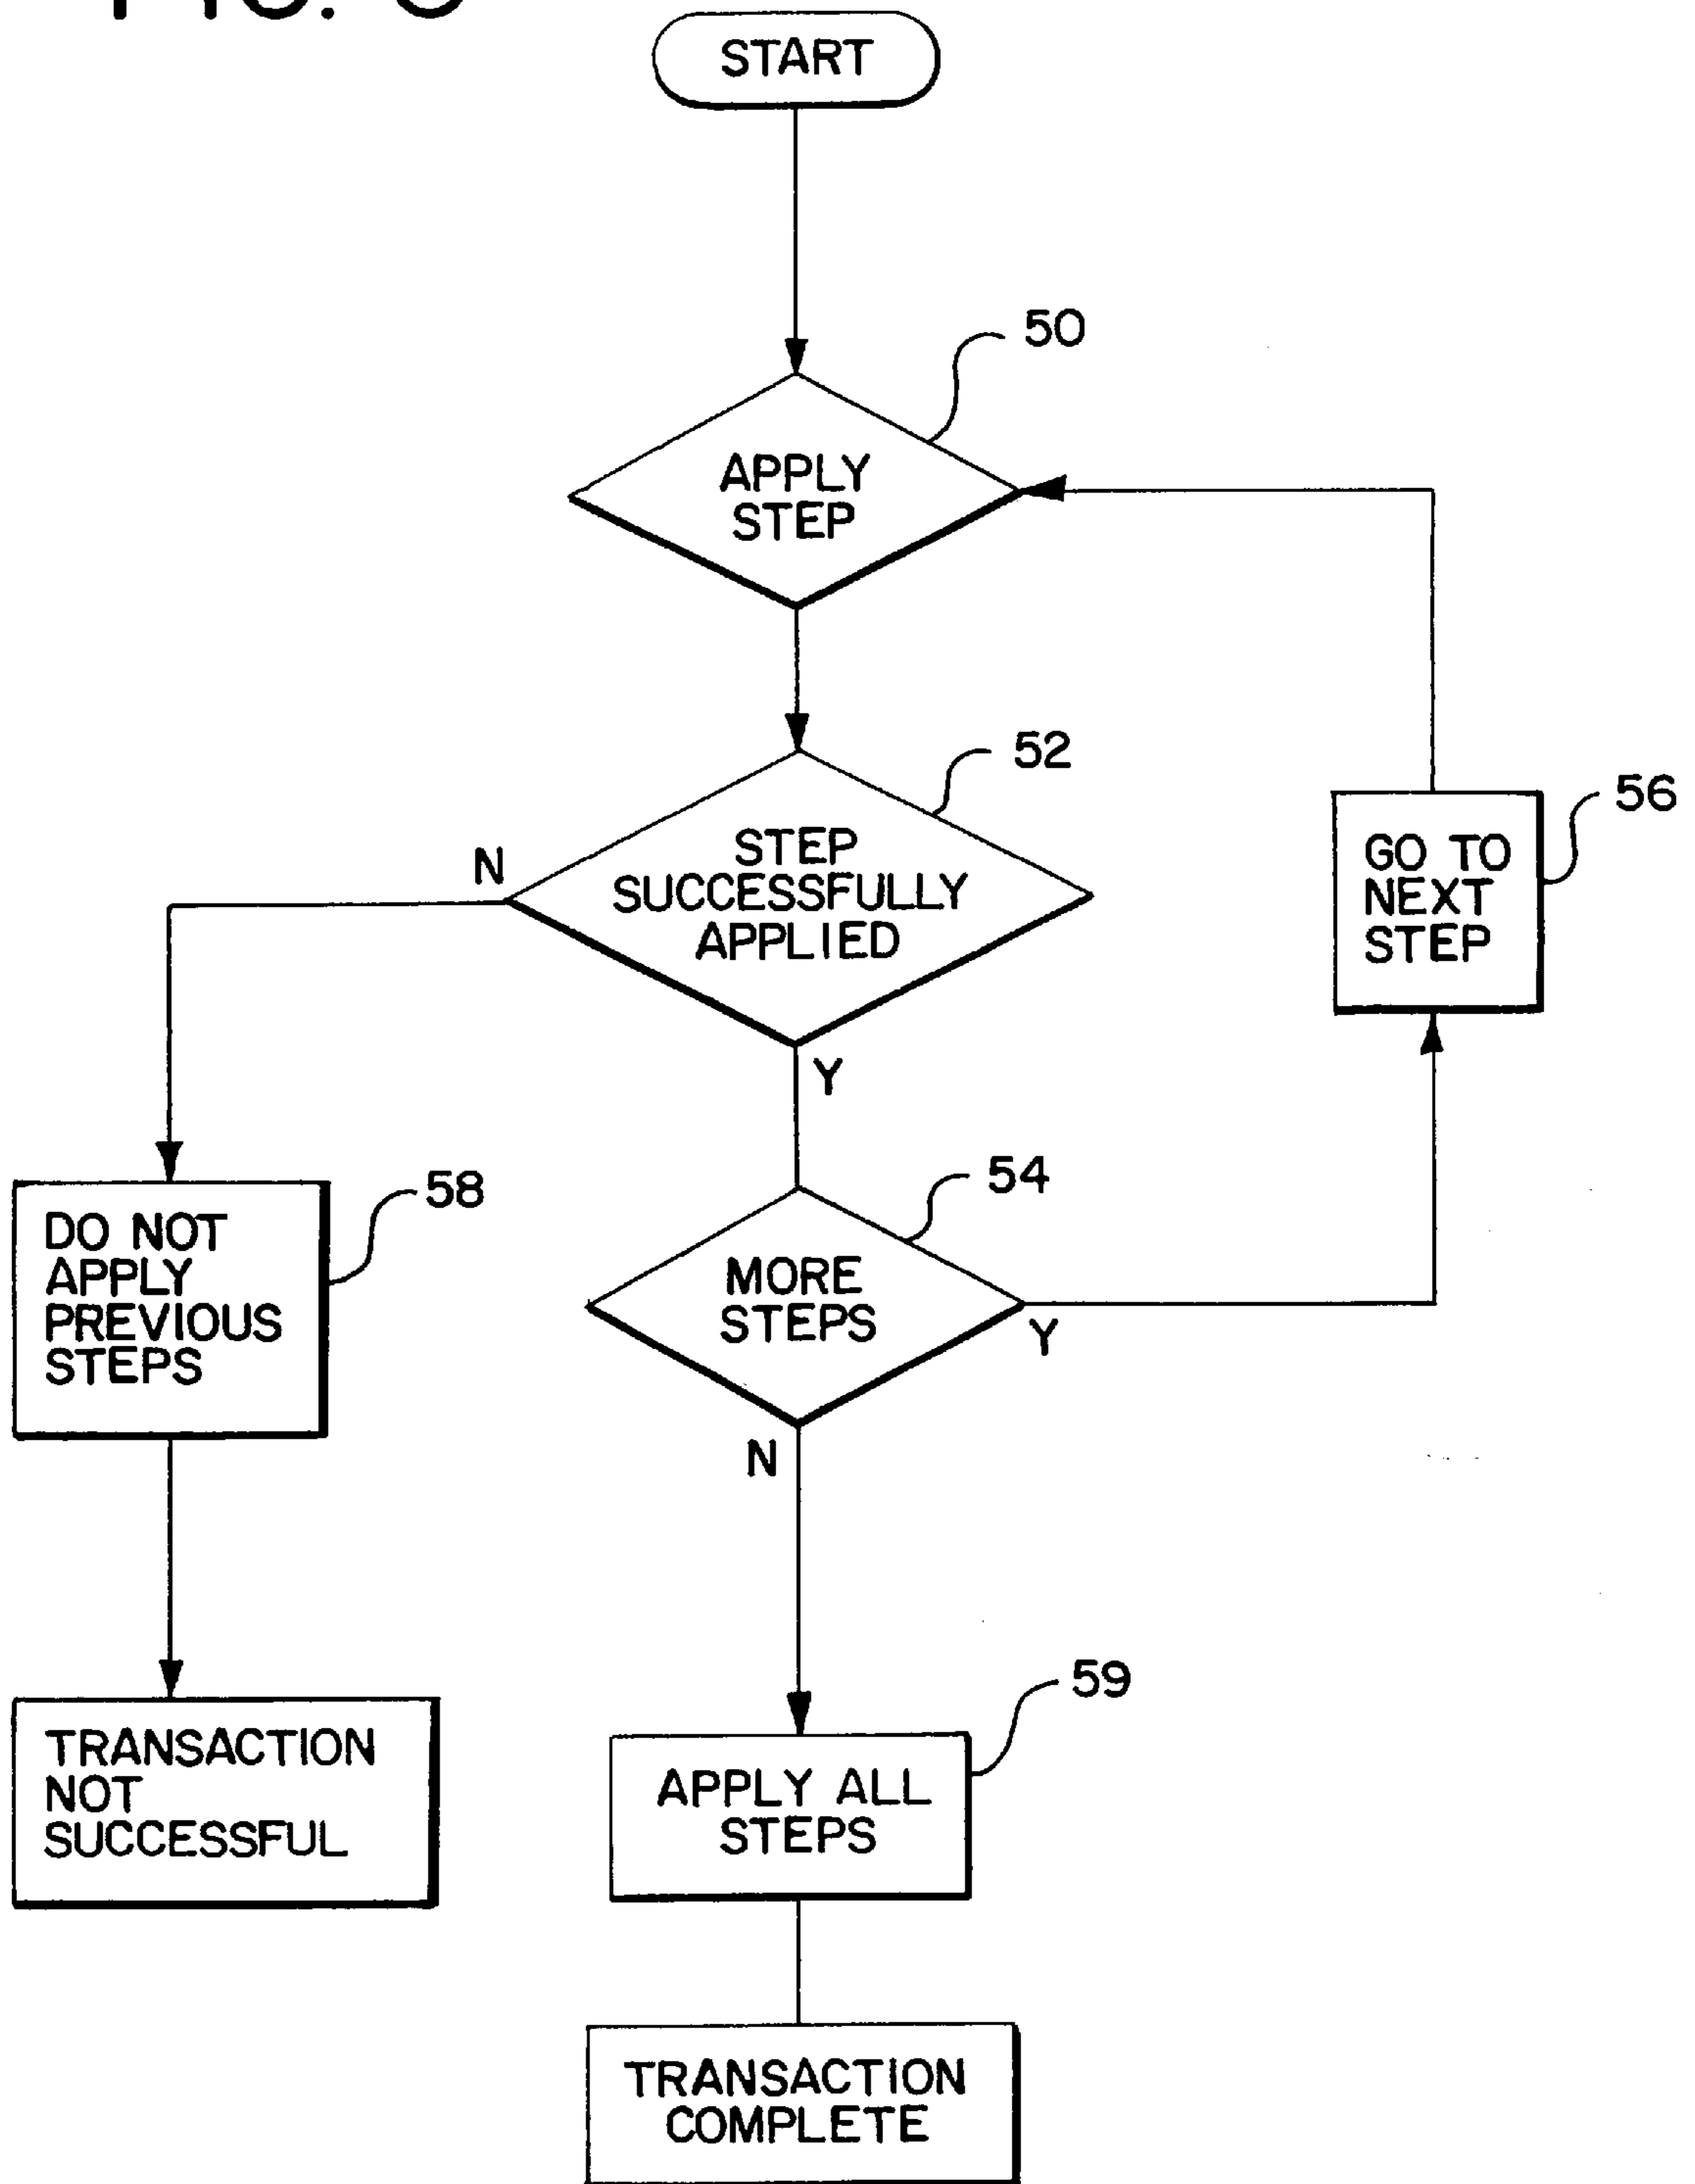 START
50
APPLY
STEP
52
STEP
SUCCESSFULLY
APPLIED
N
Y
56
GO TO
NEXT
STEP
54
MORE
STEPS
Y
N
58
DO NOT
APPLY
PREVIOUS
STEPS
TRANSACTION
NOT
SUCCESSFUL
59
APPLY ALL
STEPS
TRANSACTION
COMPLETE